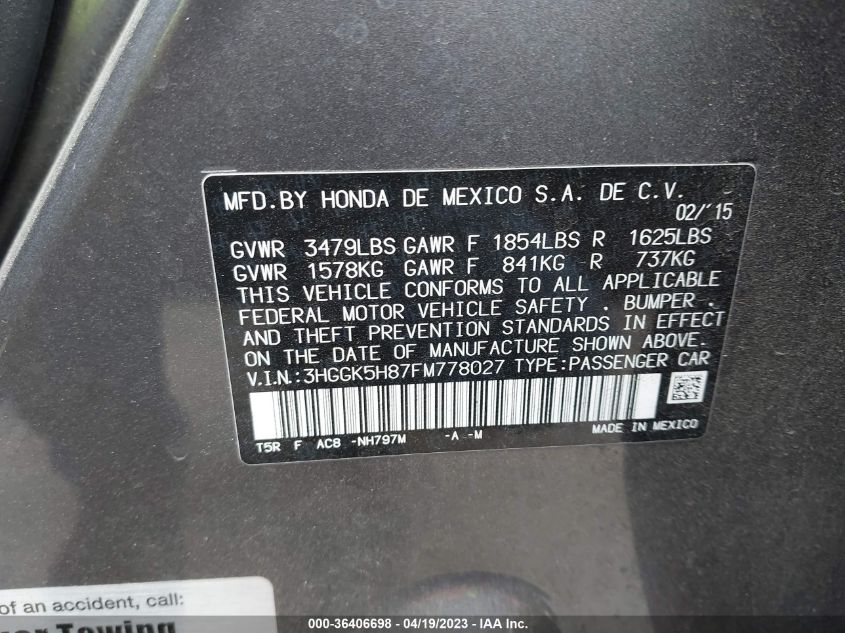 MFD.BY HONDA DE MEXICO S.A. DE C.V.
02/'15
GVWR 3479LBS GAWR F 1854LBS R 1625LBS
GVWR 1578KG GAWR F 841KG R 737KG
THIS VEHICLE CONFORMS TO ALL APPLICABLE
FEDERAL MOTOR VEHICLE SAFETY , BUMPER ,
AND THEFT PREVENTION STANDARDS IN EFFECT
ON THE DATE OF MANUFACTURE SHOWN ABOVE.
V.I.N.:3HGGK5H87FM778027 TYPE:PASSENGER CAR
T5R F AC8 -NH797M -A -M MADE IN MEXICO
of an accident, call:
Towing
000-36406698 - 04/19/2023 - IAA Inc.